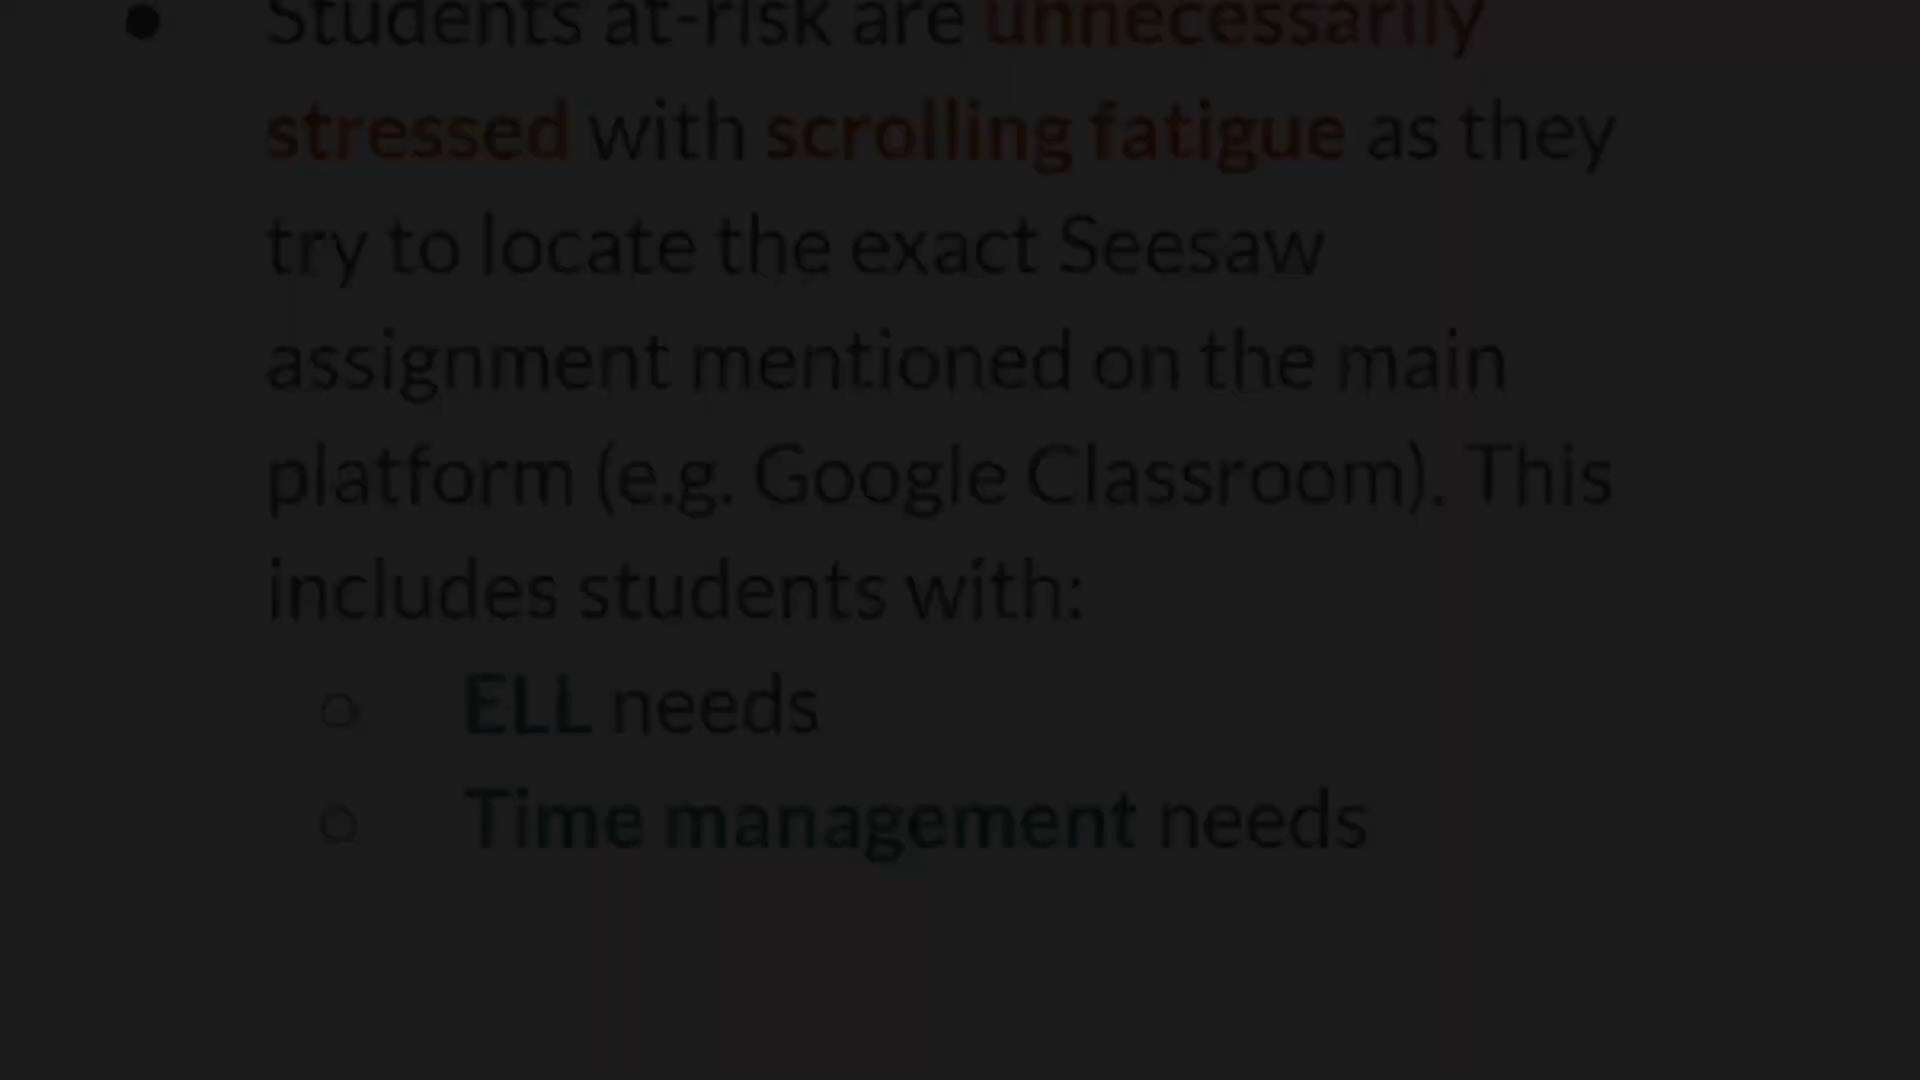 ● Students at-risk are unnecessarily
stressed with scrolling fatigue as they
try to locate the exact Seesaw
assignment mentioned on the main
platform (e.g. Google Classroom). This
includes students with:
○ ELL needs
○ Time management needs